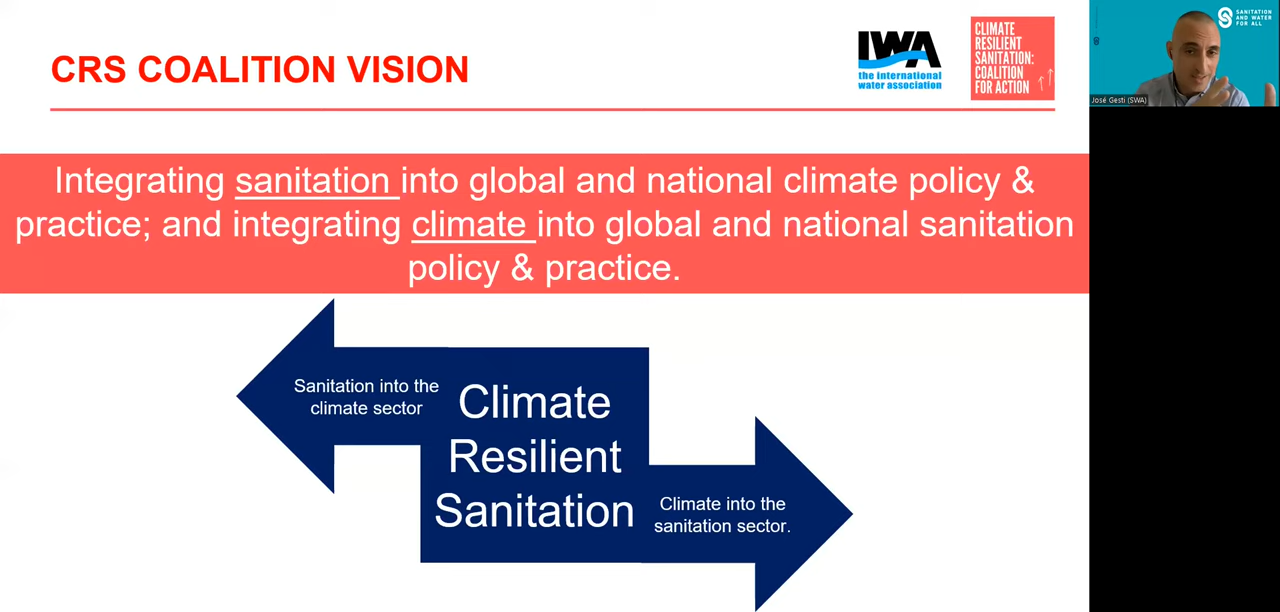 CRS COALITION VISION
IWA
the international
water association
CLIMATE
RESILIENT
SANITATION:
COALITION
FOR ACTION
SANITATION
AND WATER
FOR ALL
José Gesti (SWA)
Integrating sanitation into global and national climate policy &
practice; and integrating climate into global and national sanitation
policy & practice.
Sanitation into the
climate sector
Climate
Resilient
Sanitation
Climate into the
sanitation sector.